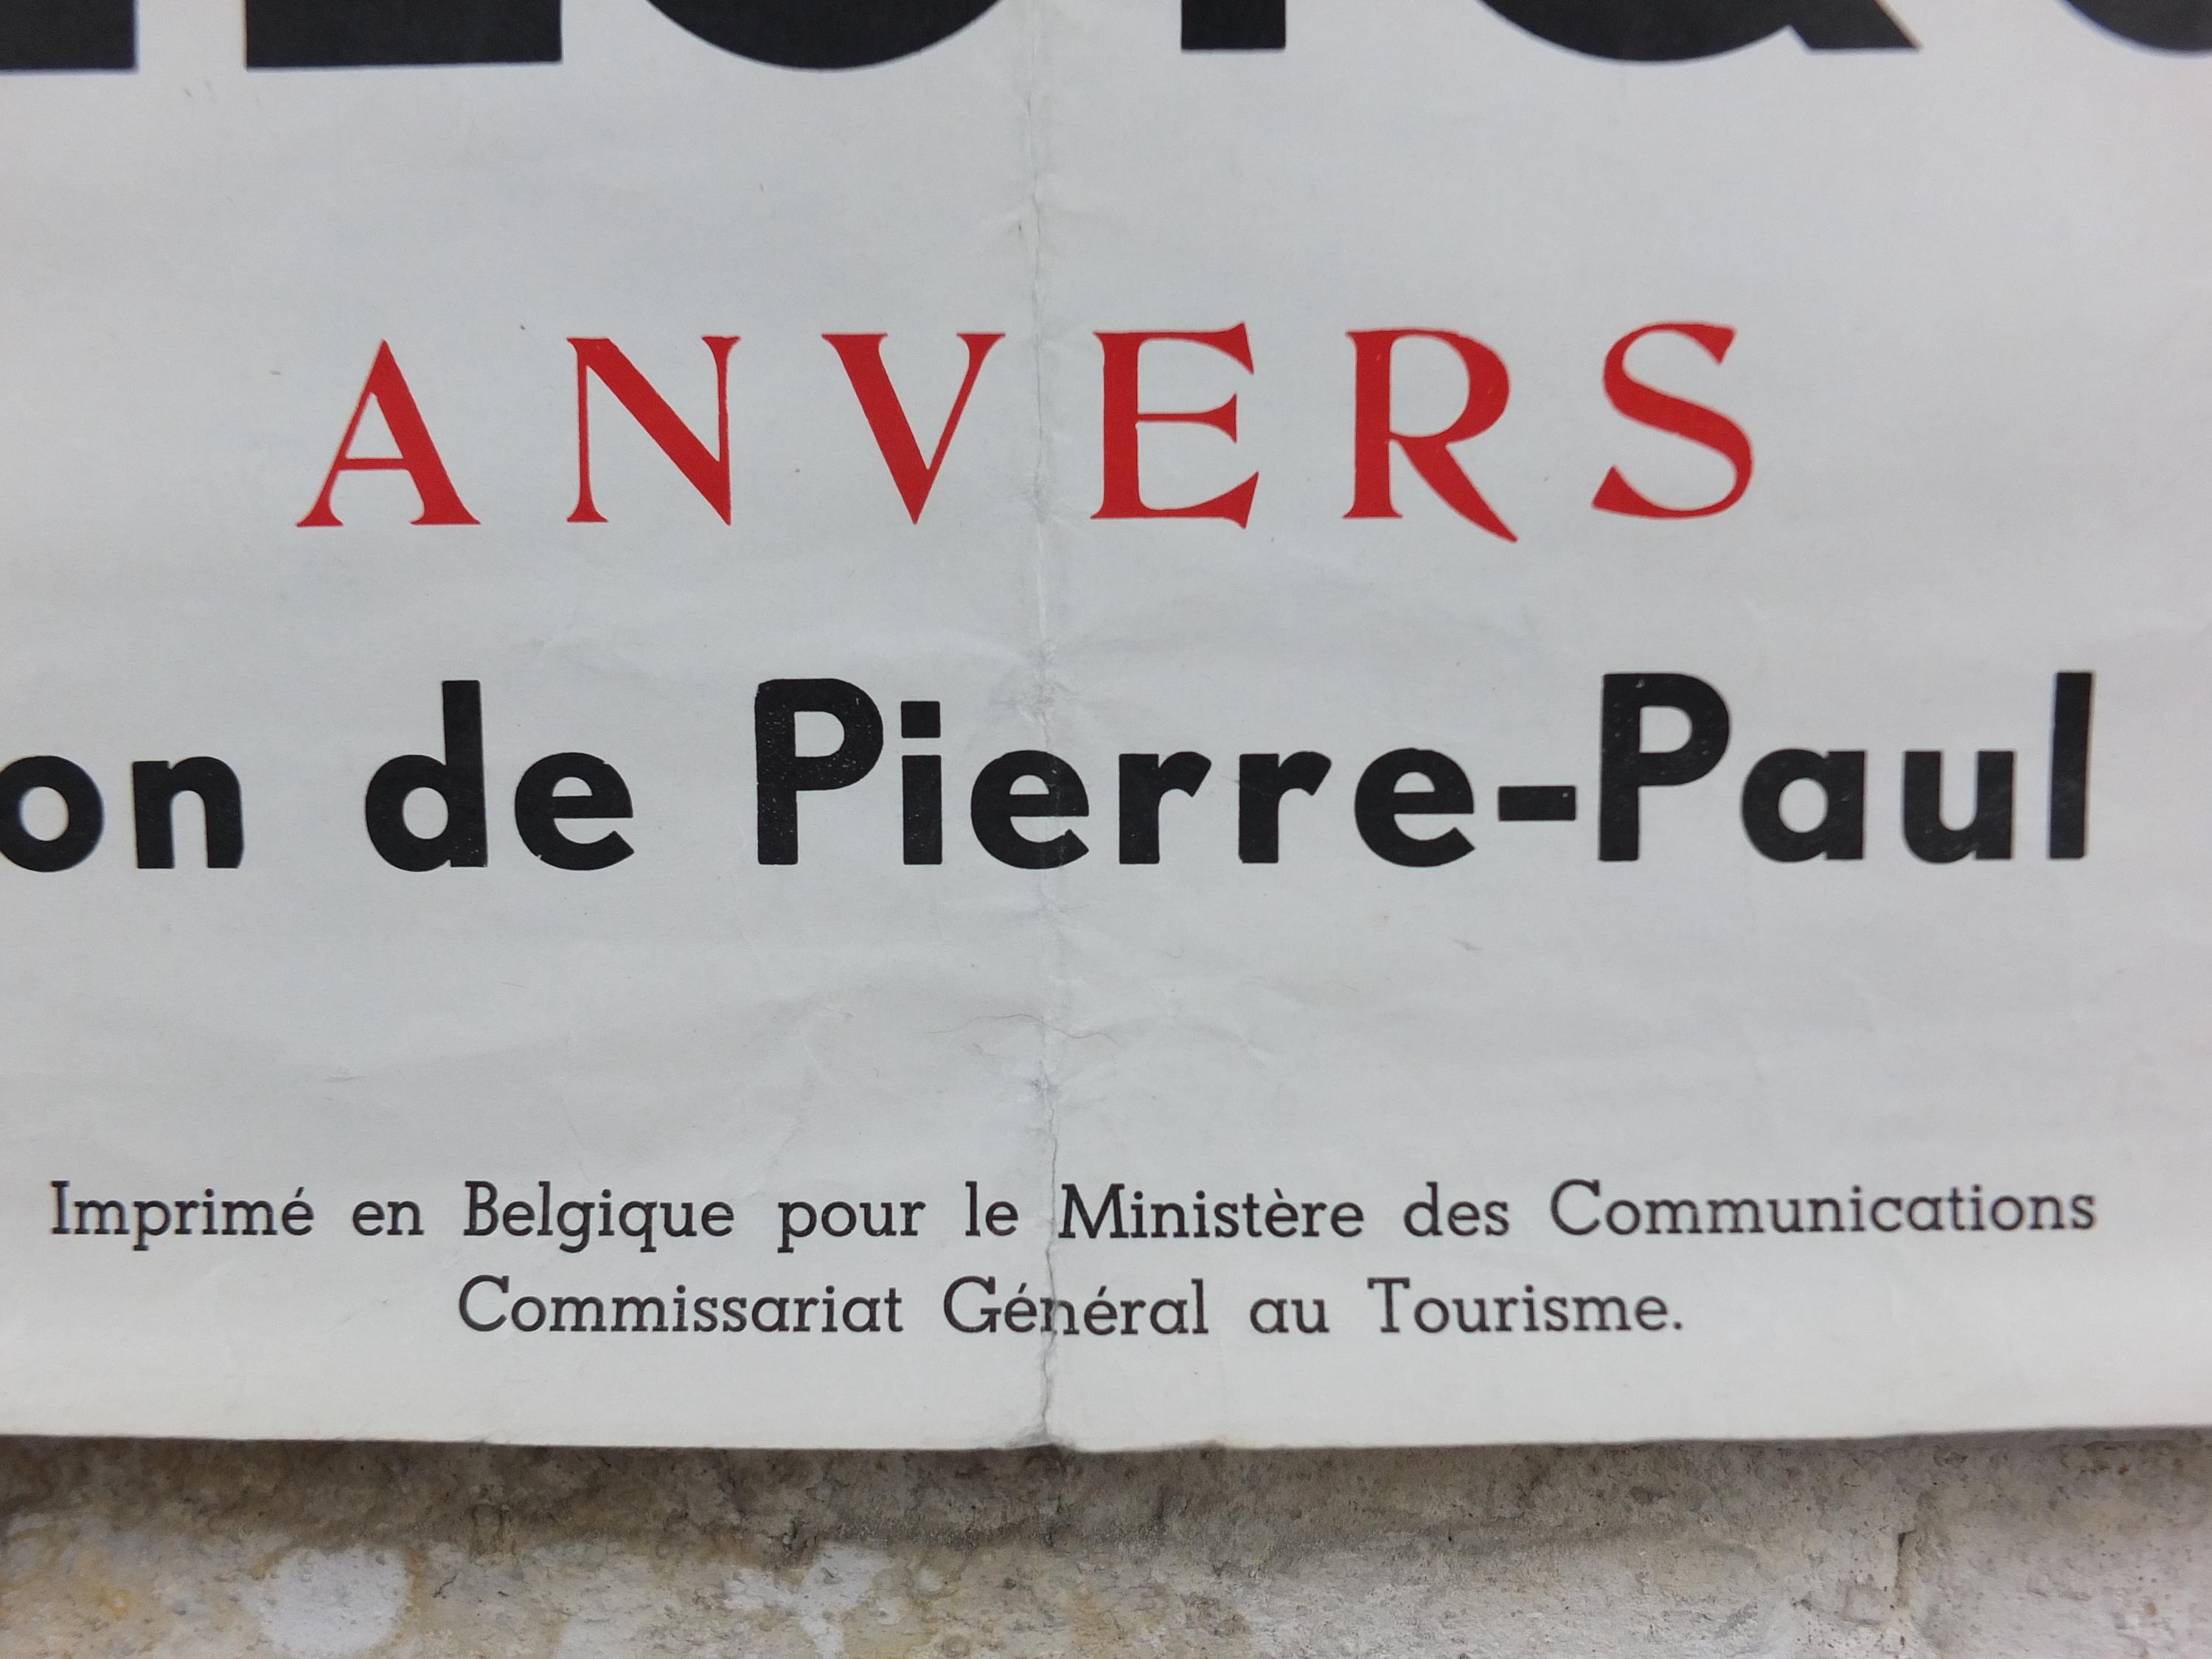 ANVERS
on de Pierre-Paul
Imprimé en Belgique pour le Ministère des Communications
Commissariat Général au Tourisme.